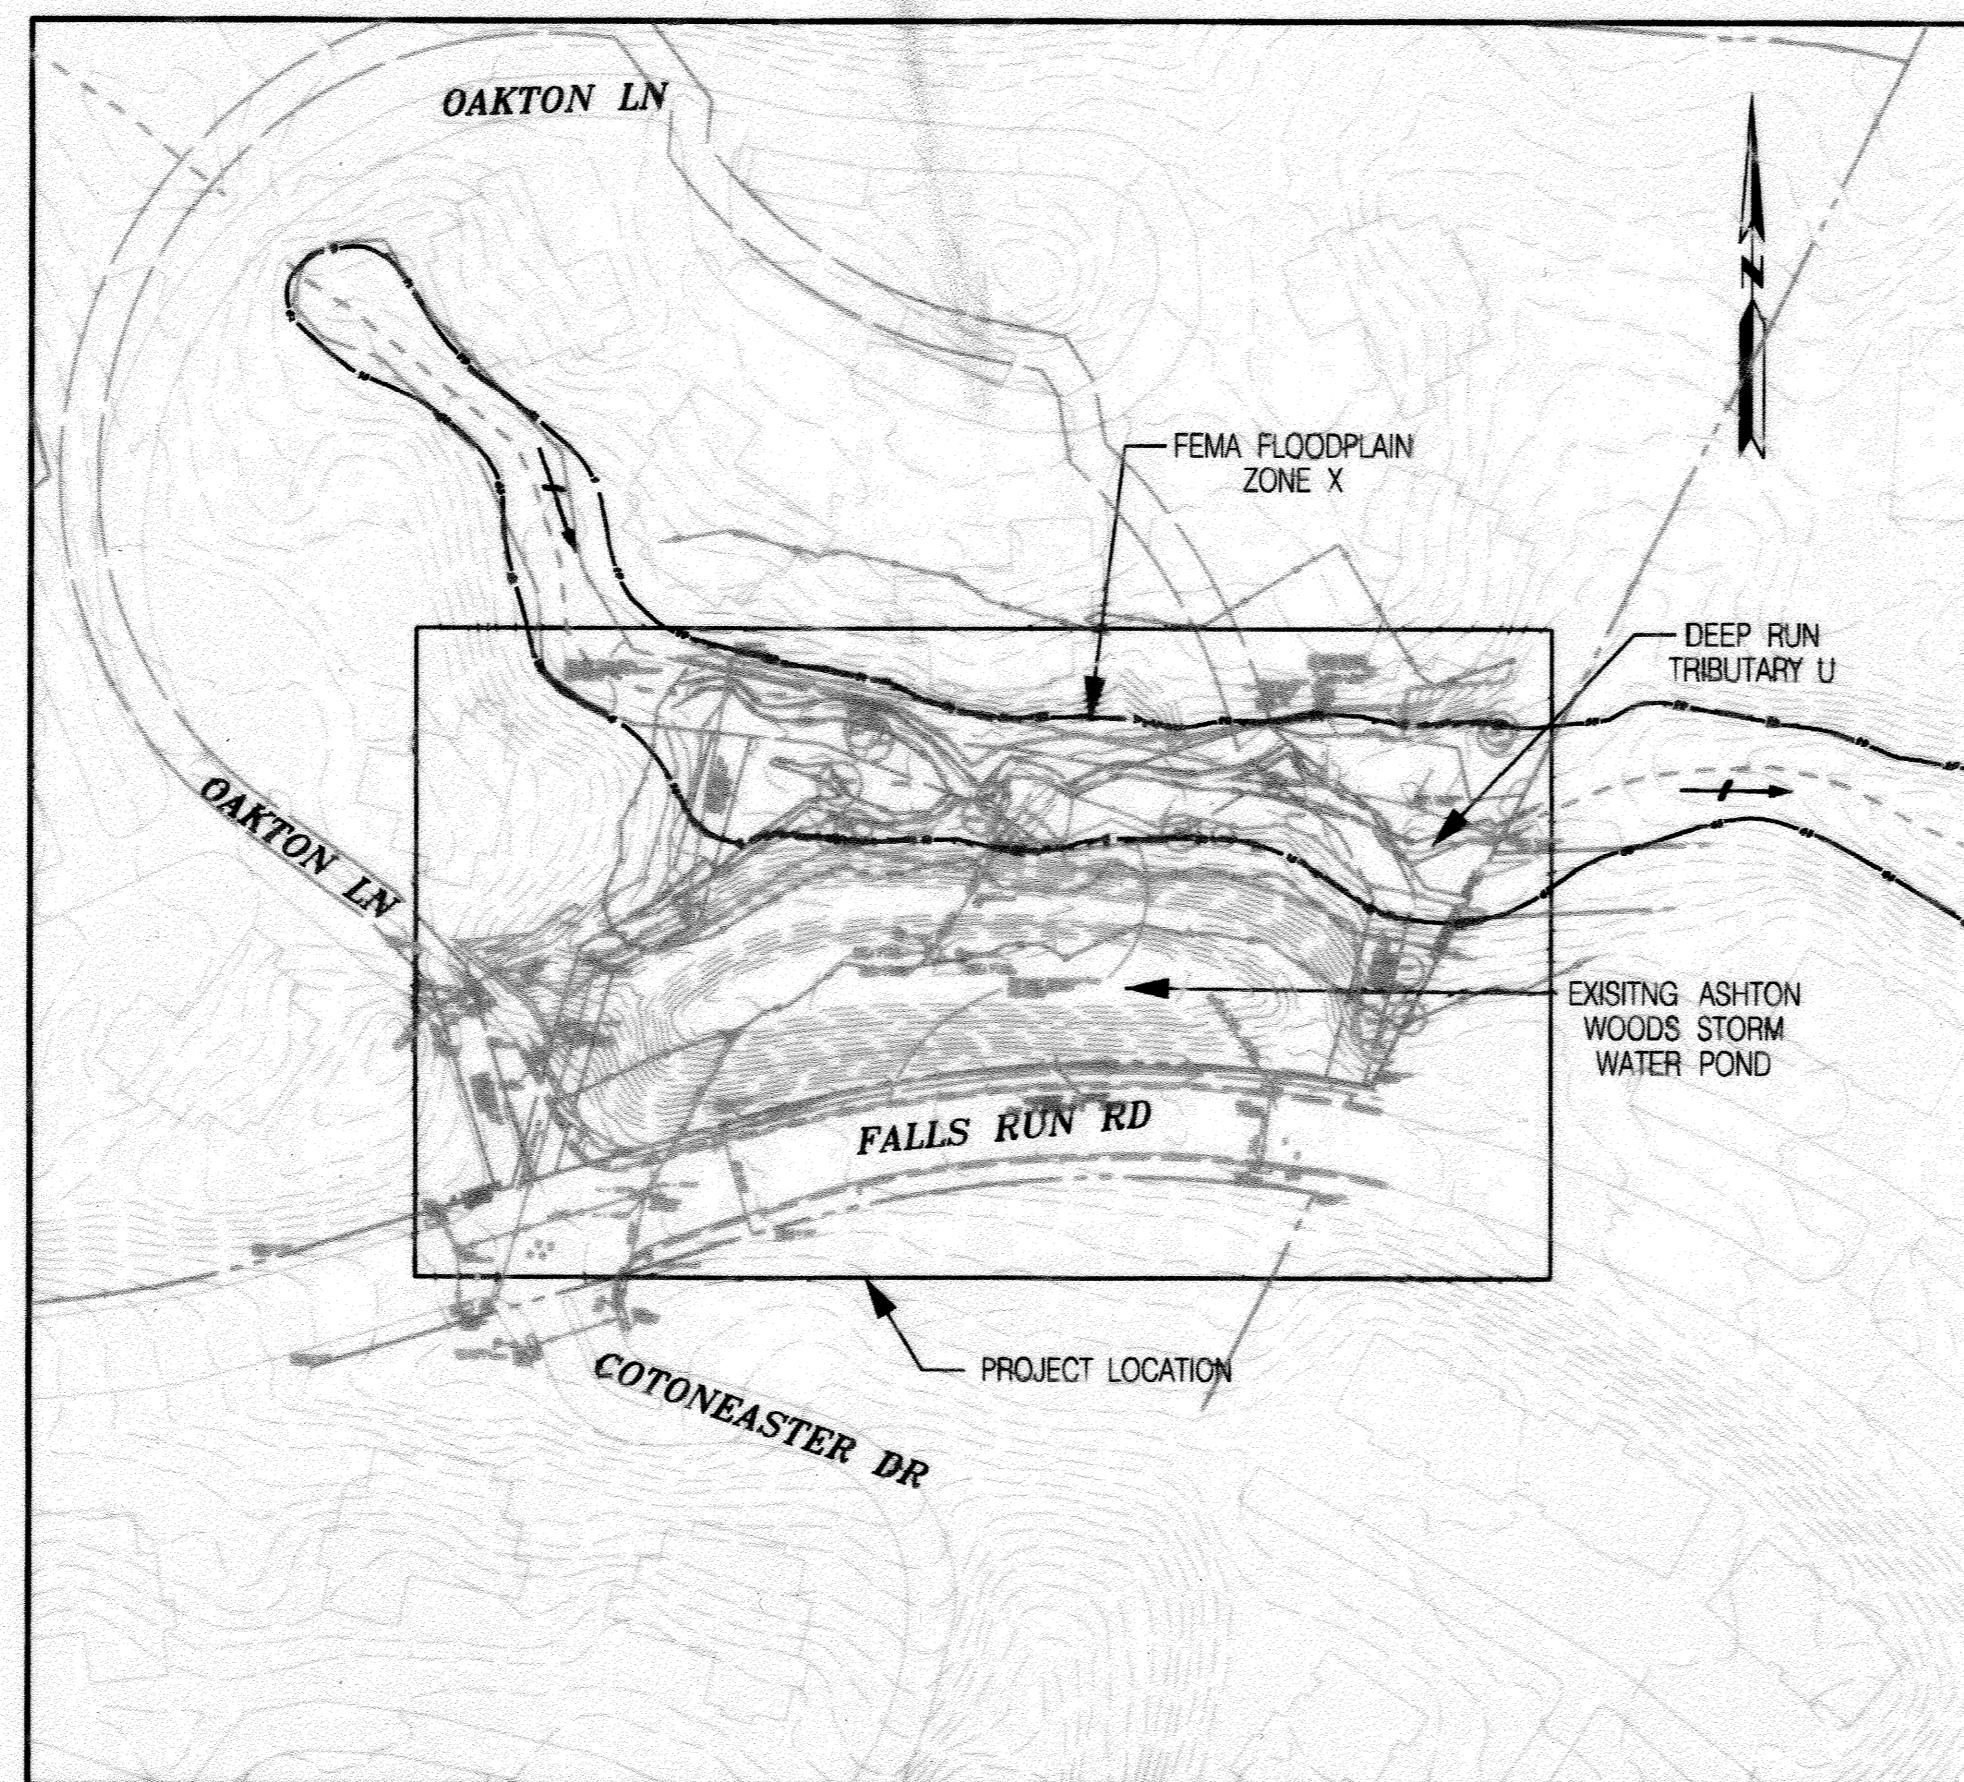 OAKTON LN
N
FEMA FLOODPLAIN
ZONE X
DEEP RUN
TRIBUTARY U
OAKTON LN
EXISITNG ASHTON
WOODS STORM
WATER POND
FALLS RUN RD
PROJECT LOCATION
COTONEASTER DR